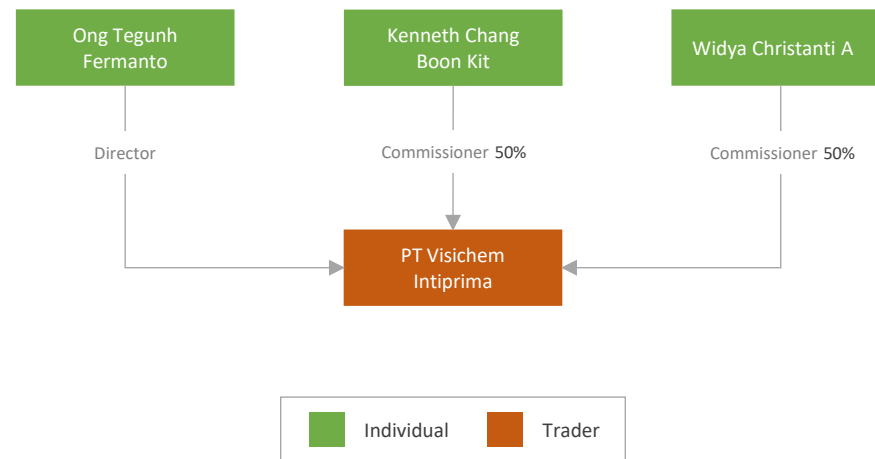 Ong Tegunh
Fermanto
Kenneth Chang
Boon Kit
Widya Christanti A
Director
Commissioner 50%
Commissioner 50%
PT Visichem
Intiprima
Individual
Trader